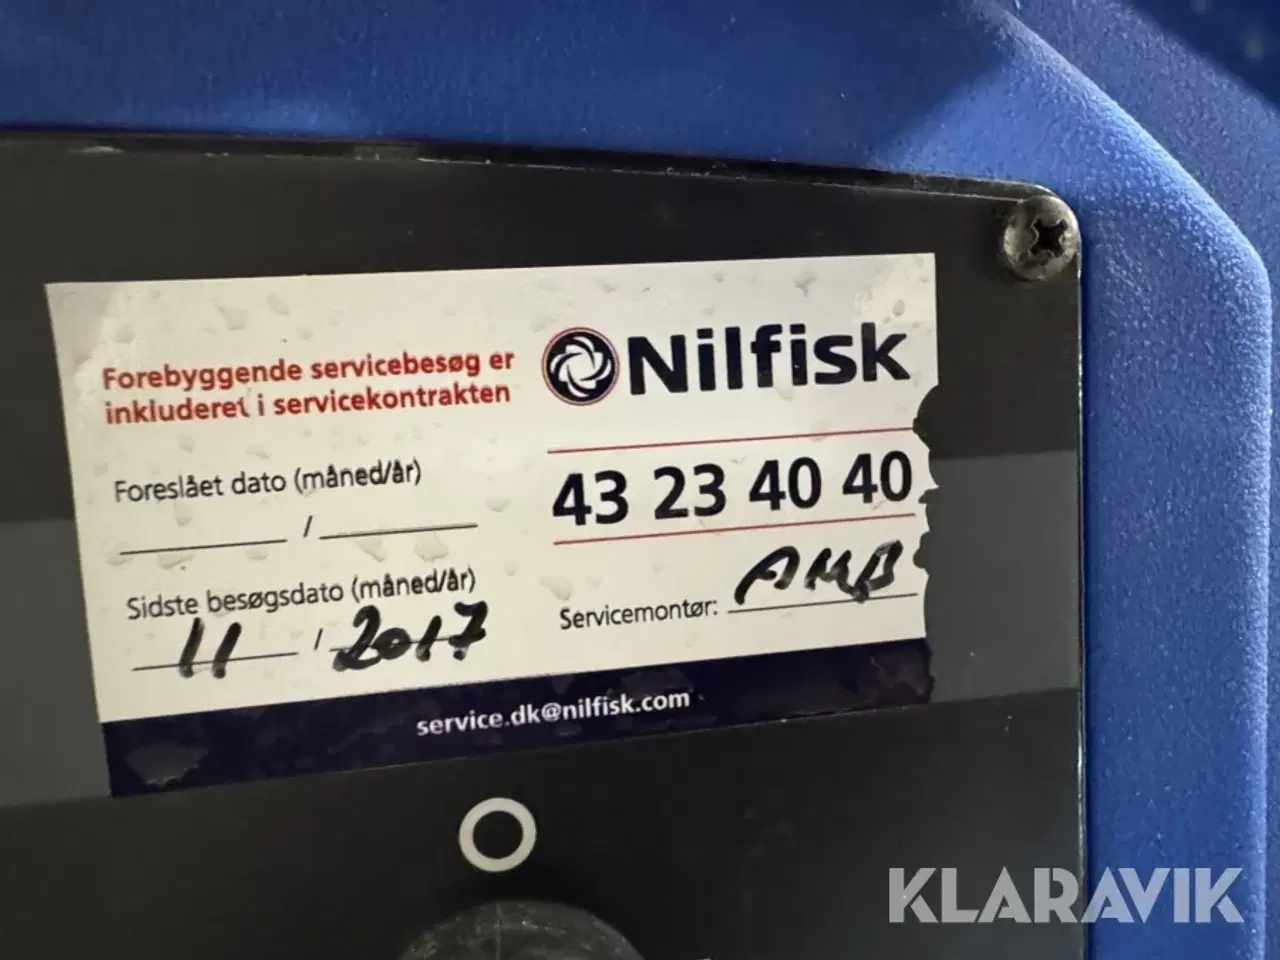 Forebyggende servicebesøg er
inkluderet i servicekontrakten
Nilfisk
Foreslået dato (måned/år)
/
43 23 40 40
Sidste besøgsdato (måned/år)
11 / 2017
Servicemontør: AMB
service.dk@nilfisk.com
KLARAVIK